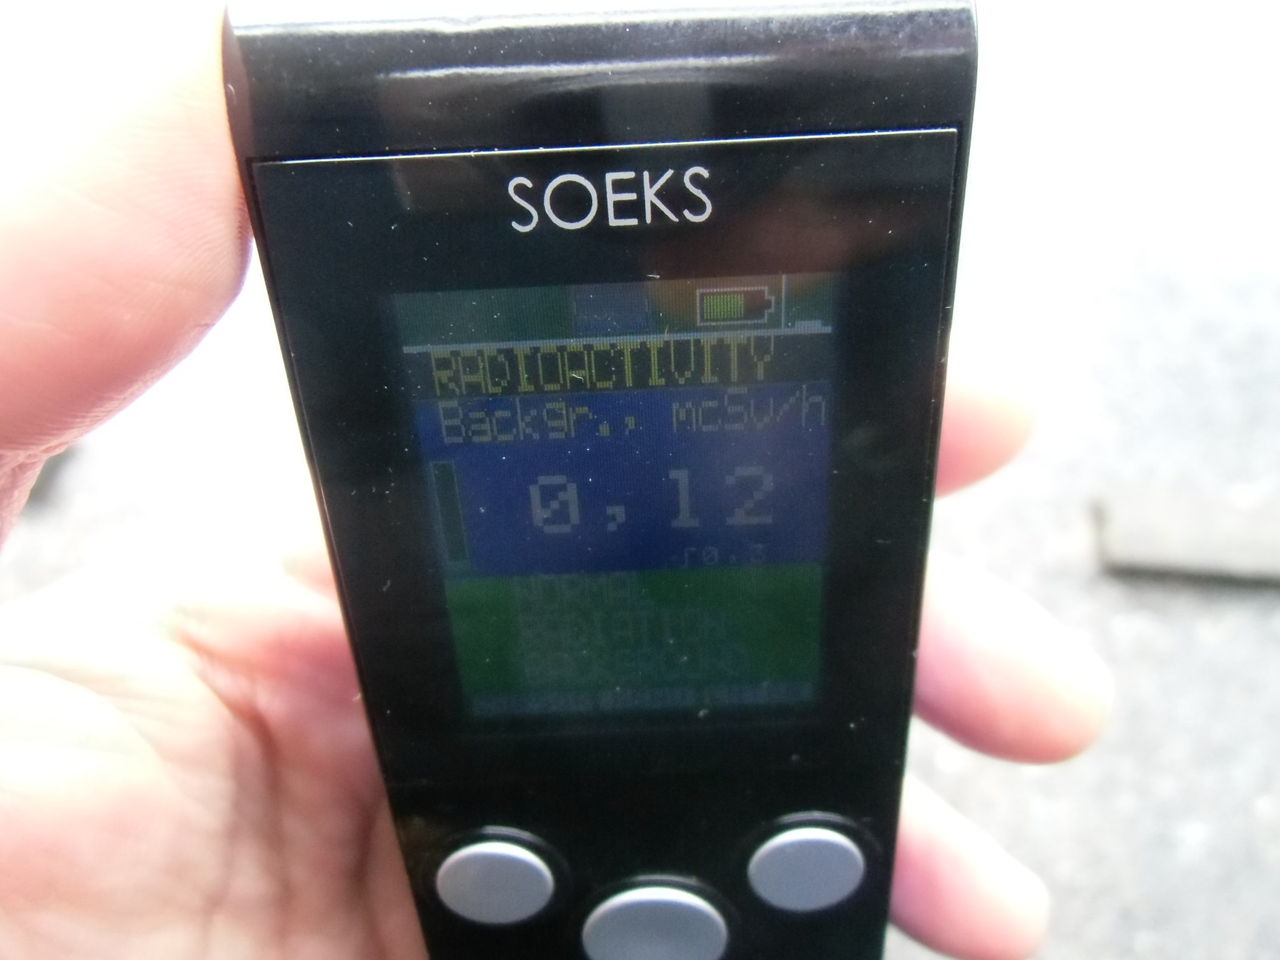 SOEKS
RADIOACTIVITY
Backgr., mcSv/h
0,12
NORMAL
RADIATION
BACKGROUND